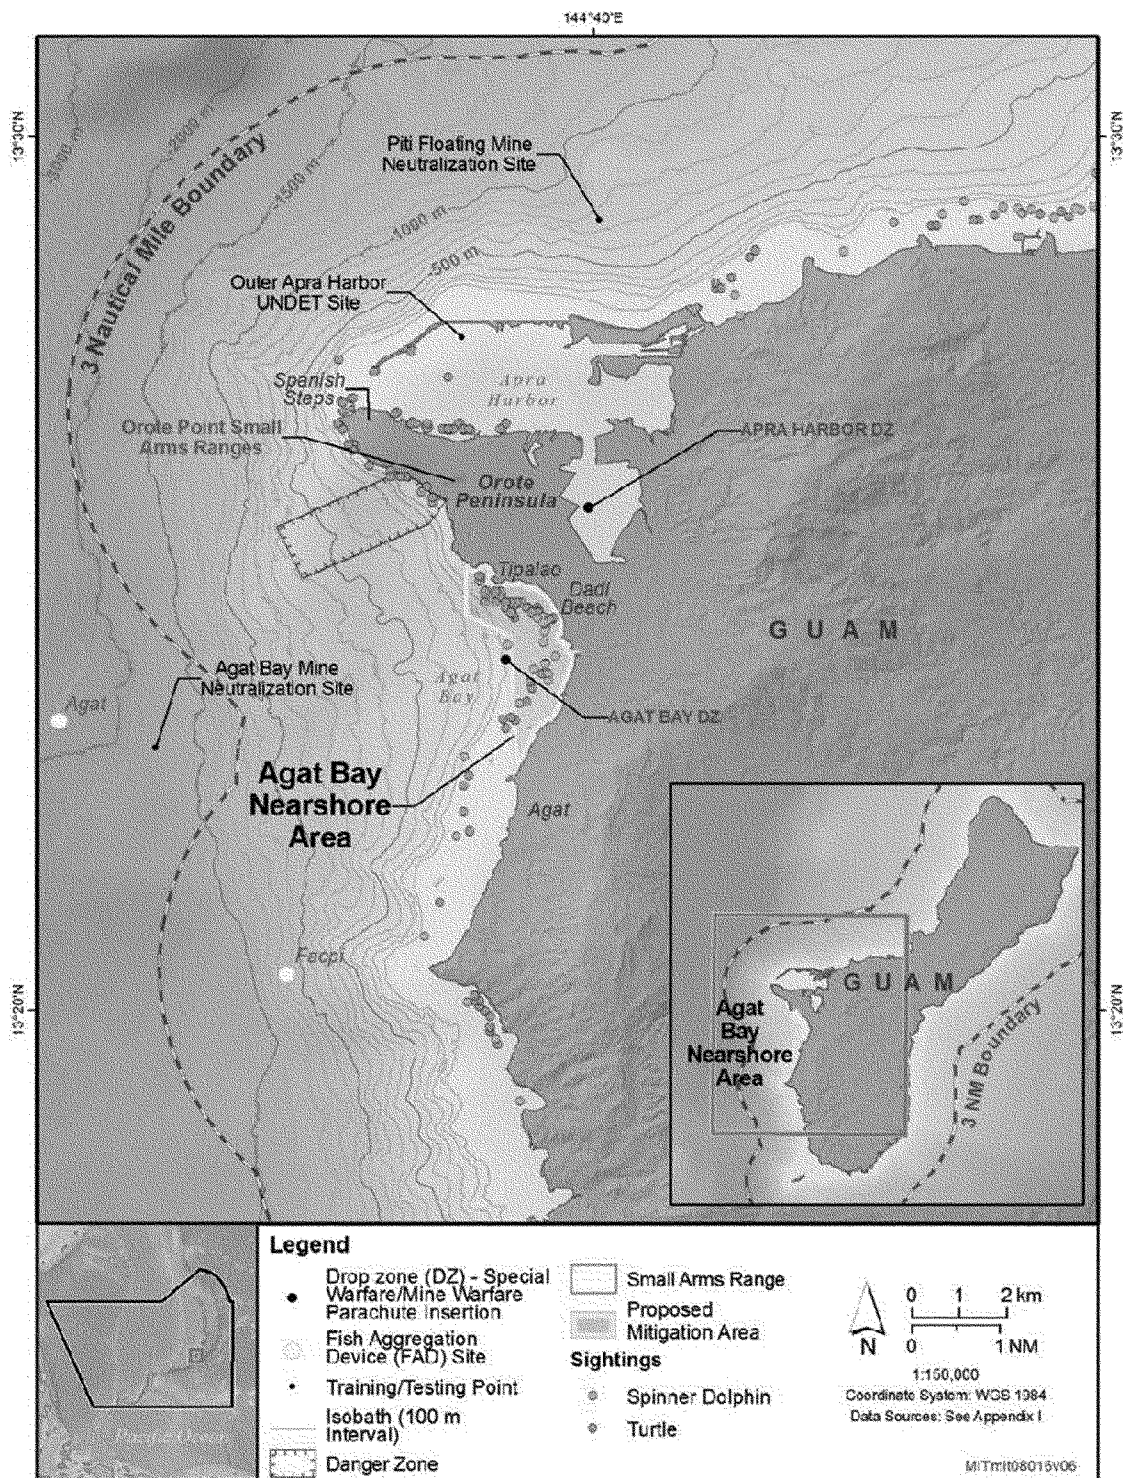 144°40'E
13°30'N
13°30'N
3000 m
2000 m
1500 m
1000 m
500 m
3 Nautical Mile Boundary
Piti Floating Mine
Neutralization Site
Outer Apra Harbor
UNDET Site
Spanish
Steps
Apra
Harbor
Orote Point Small
Arms Ranges
APRA HARBOR DZ
Orote
Peninsula
Tipalao
Dadi
Beach
GUAM
Agat Bay Mine
Neutralization Site
Agat
Agat
Bay
AGAT BAY DZ
Agat Bay
Nearshore
Area
Agat
Facpi
13°20'N
13°20'N
GUAM
Agat
Bay
Nearshore
Area
3 NM Boundary
Legend
Drop zone (DZ) - Special
Warfare/Mine Warfare
Parachute Insertion
Fish Aggregation
Device (FAD) Site
Training/Testing Point
Isobath (100 m
Interval)
Danger Zone
Small Arms Range
Proposed
Mitigation Area
Sightings
Spinner Dolphin
Turtle
N
0 1 2 km
0 1 NM
1:150,000
Coordinate System: WGS 1984
Data Sources: See Appendix I
MITmit08015v06